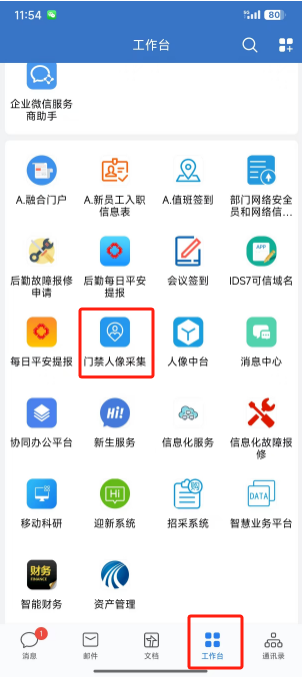 11:54
5G 80
工作台
企业微信服务
商助手
A.融合门户
A.新员工入职
信息表
A.值班签到
部门网络安全
员和网络信...
后勤故障报修
申请
后勤每日平安
提报
会议签到
APP
IDS7可信域名
每日平安提报
门禁人像采集
人像中台
消息中心
协同办公平台
Hi!
新生服务
信息化服务
信息化故障报
修
移动科研
Hi
迎新系统
招采系统
DATA
智慧业务平台
财务
FINANCE
智能财务
资产管理
1
消息
邮件
文档
工作台
通讯录